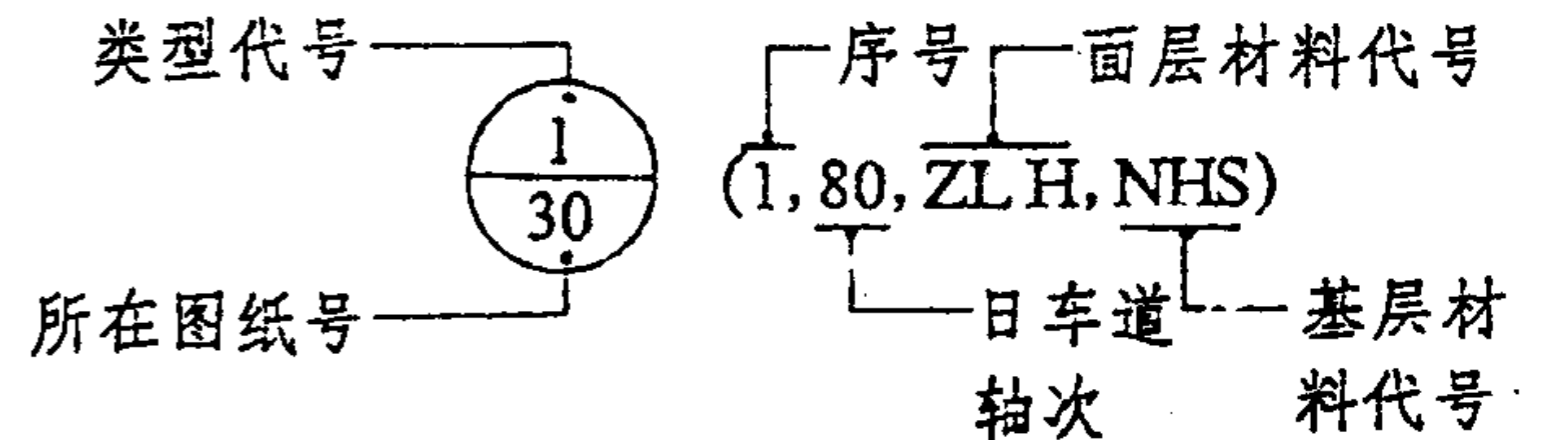 类型代号
序号
面层材料代号
1
30
(1, 80, ZL H, NHS)
所在图纸号
日车道
轴次
基层材
料代号